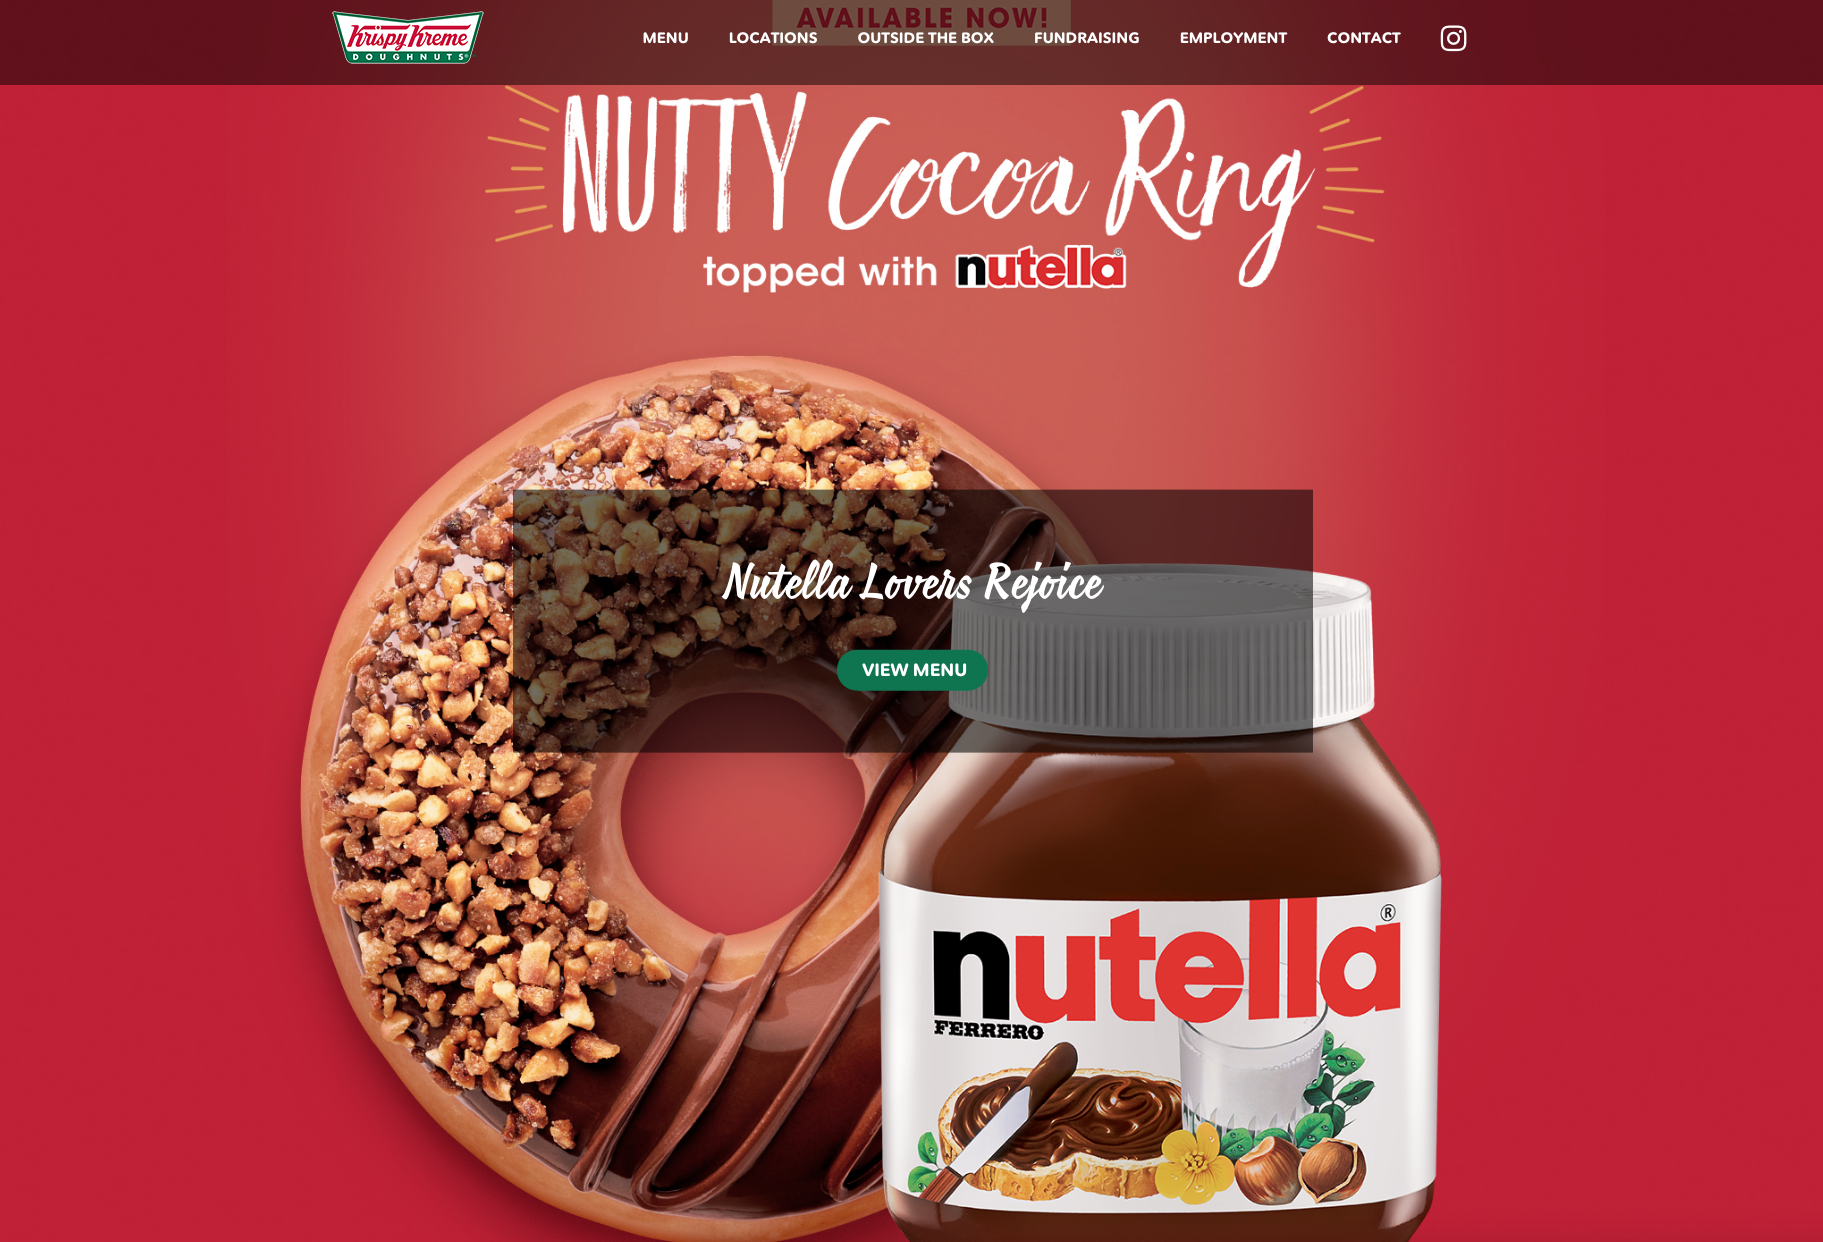 AVAILABLE NOW!
Krispy Kreme
DOUGHNUTS
MENU
LOCATIONS
OUTSIDE THE BOX
FUNDRAISING
EMPLOYMENT
CONTACT
NUTTY Cocoa Ring
topped with nutella®
Nutella Lovers Rejoice
VIEW MENU
nutella®
FERRERO